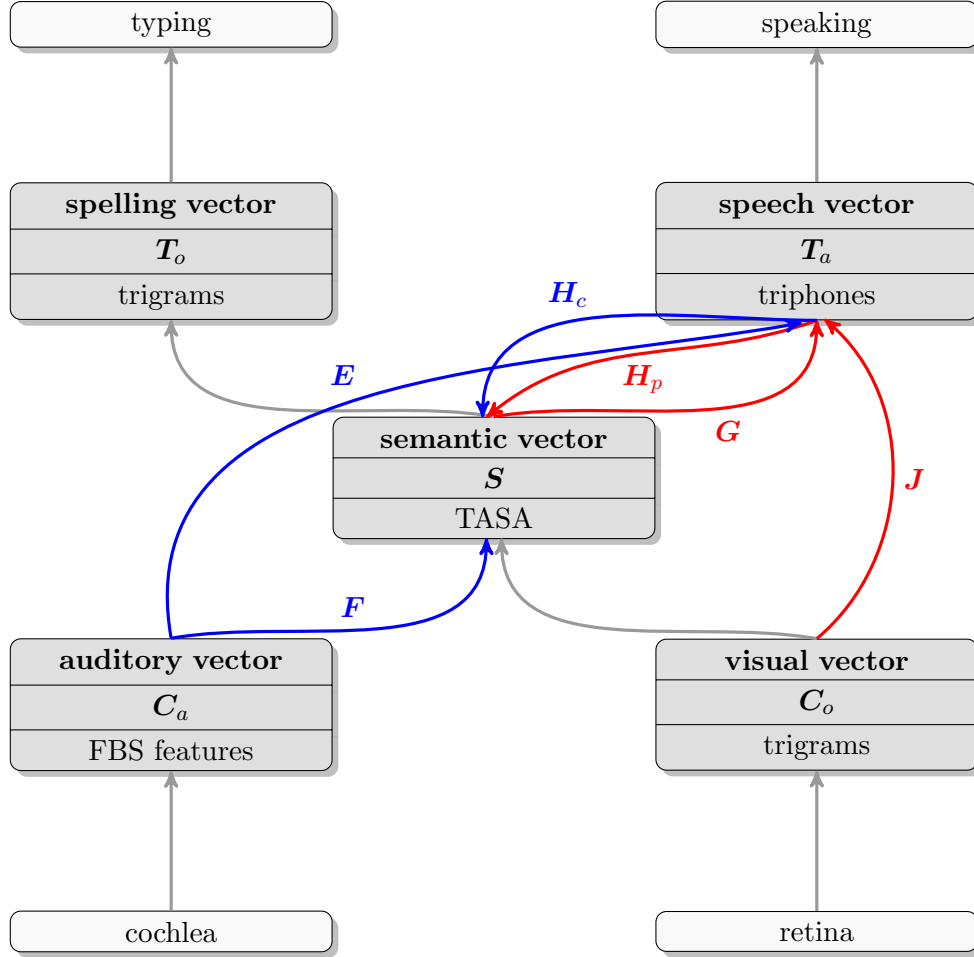 typing
speaking
spelling vector
T_o
trigrams
speech vector
T_a
triphones
H_c
E
H_p
G
semantic vector
S
TASA
J
F
auditory vector
C_a
FBS features
visual vector
C_o
trigrams
cochlea
retina